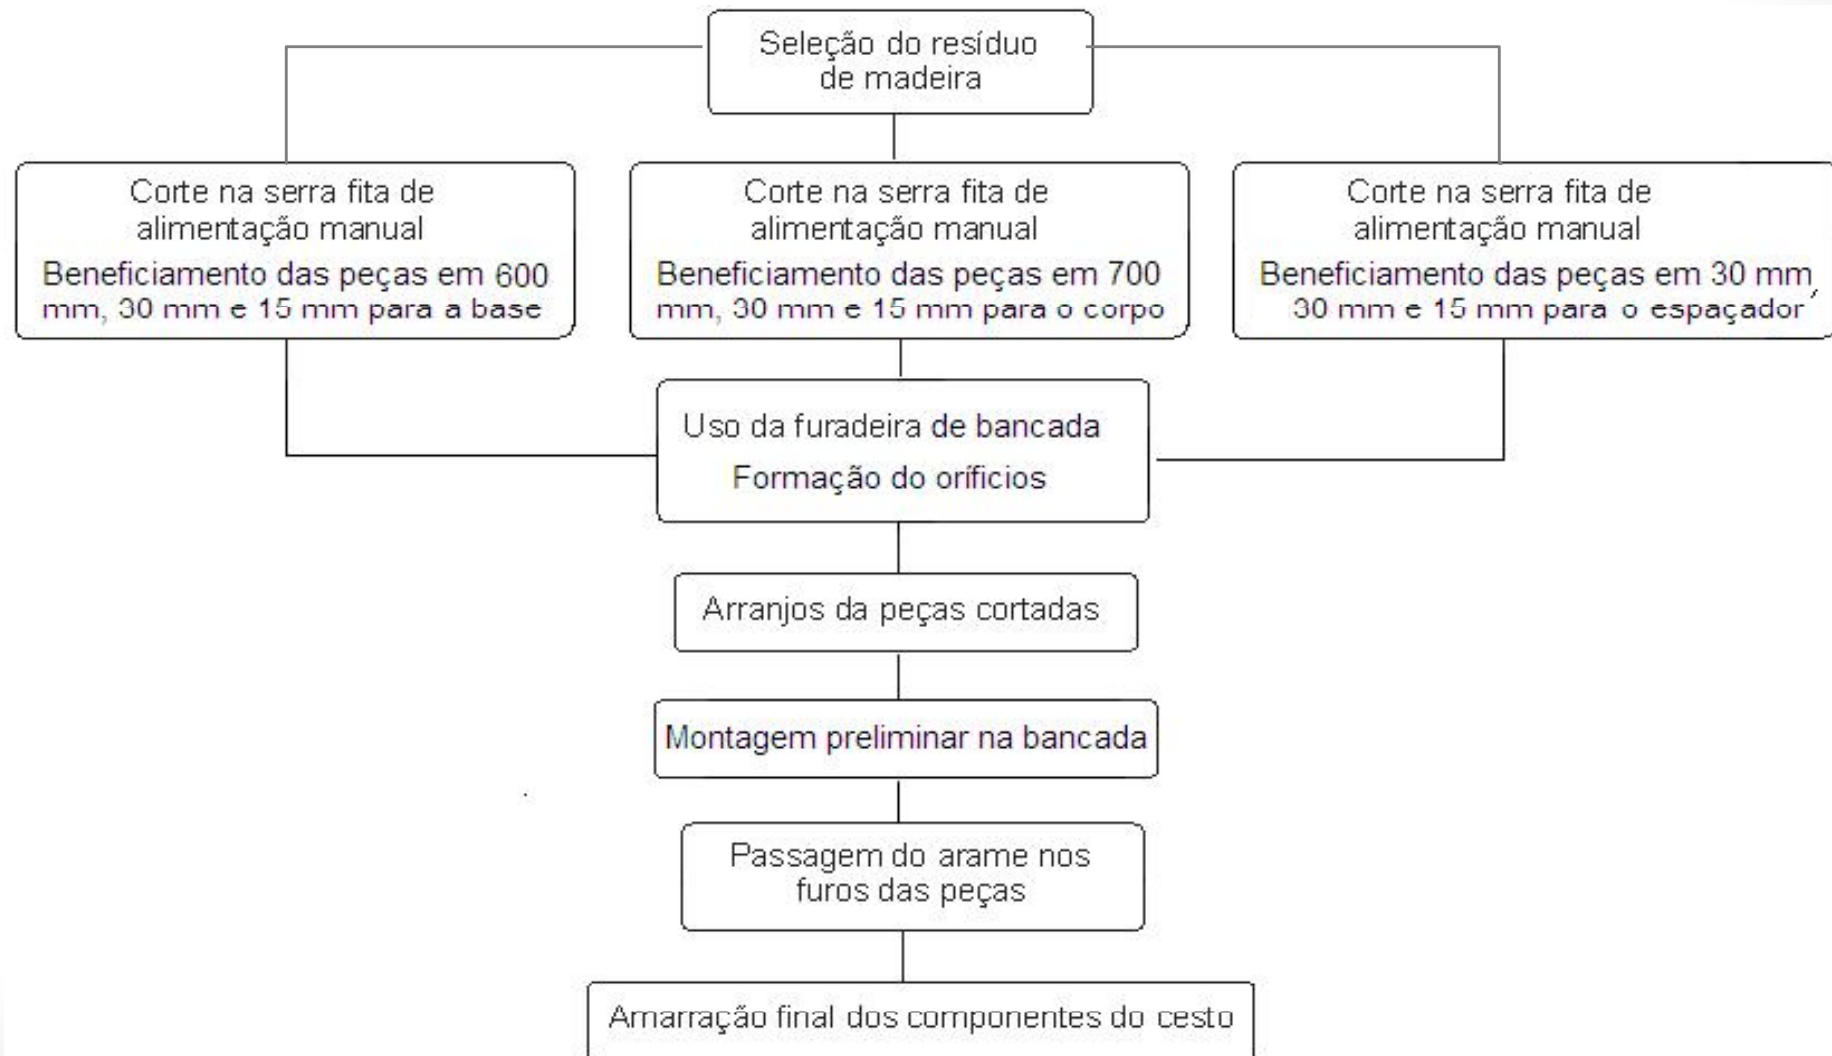 Seleção do resíduo
de madeira
Corte na serra fita de
alimentação manual
Beneficiamento das peças em 600
mm, 30 mm e 15 mm para a base
Corte na serra fita de
alimentação manual
Beneficiamento das peças em 700
mm, 30 mm e 15 mm para o corpo
Corte na serra fita de
alimentação manual
Beneficiamento das peças em 30 mm,
30 mm e 15 mm para o espaçador
Uso da furadeira de bancada
Formação do oríficios
Arranjos da peças cortadas
Montagem preliminar na bancada
Passagem do arame nos
furos das peças
Amarração final dos componentes do cesto